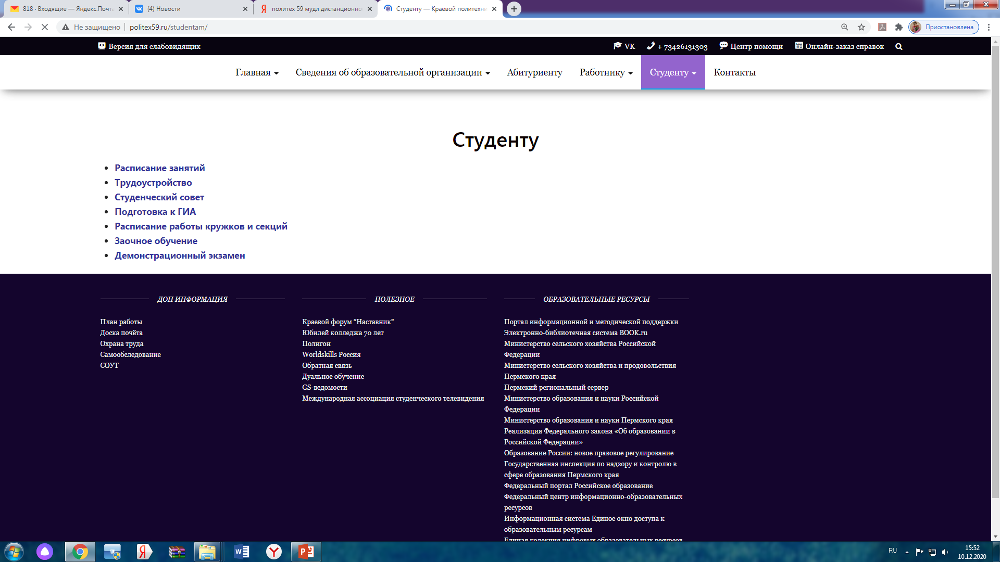 818 · Входящие — Яндекс.Почта
(4) Новости
политех 59 мудл дистанционно
Студенту — Краевой политехни
Не защищено
politex59.ru/studentam/
Приостановлена
Версия для слабовидящих
VK
+ 73426131303
Центр помощи
Онлайн-заказ справок
Главная
Сведения об образовательной организации
Абитуриенту
Работнику
Студенту
Контакты
Студенту
Расписание занятий
Трудоустройство
Студенческий совет
Подготовка к ГИА
Расписание работы кружков и секций
Заочное обучение
Демонстрационный экзамен
ДОП ИНФОРМАЦИЯ
План работы
Доска почёта
Охрана труда
Самообследование
СОУТ
ПОЛЕЗНОЕ
Краевой форум “Наставник”
Юбилей колледжа 70 лет
Полигон
Worldskills Россия
Обратная связь
Дуальное обучение
GS-ведомости
Международная ассоциация студенческого телевидения
ОБРАЗОВАТЕЛЬНЫЕ РЕСУРСЫ
Портал информационной и методической поддержки
Электронно-библиотечная система BOOK.ru
Министерство сельского хозяйства Российской
Федерации
Министерство сельского хозяйства и продовольствия
Пермского края
Пермский региональный сервер
Министерство образования и науки Российской
Федерации
Министерство образования и науки Пермского края
Реализация Федерального закона «Об образовании в
Российской Федерации»
Образование России: новое правовое регулирование
Государственная инспекция по надзору и контролю в
сфере образования Пермского края
Федеральный портал Российское образование
Федеральный центр информационно-образовательных
ресурсов
Информационная система Единое окно доступа к
образовательным ресурсам
Единая колекция цифровых образовательных ресурсов
RU
15:52
10.12.2020